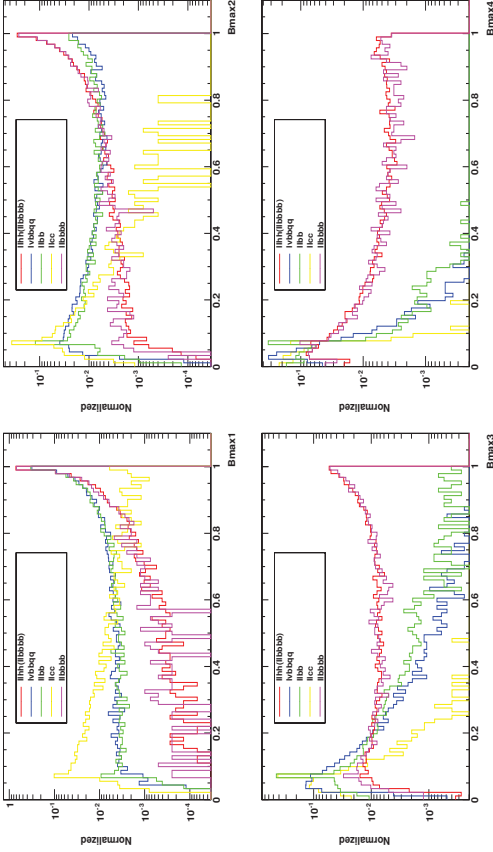 Normalized
1
10⁻¹
10⁻²
10⁻³
10⁻⁴
llhh(llbbbb)
lvbbqq
llbb
llcc
llbbbb
0 0.2 0.4 0.6 0.8 1
Bmax1
Normalized
10⁻¹
10⁻²
10⁻³
10⁻⁴
llhh(llbbbb)
lvbbqq
llbb
llcc
llbbbb
0 0.2 0.4 0.6 0.8 1
Bmax2
Normalized
10⁻¹
10⁻²
10⁻³
llhh(llbbbb)
lvbbqq
llbb
llcc
llbbbb
0 0.2 0.4 0.6 0.8 1
Bmax3
Normalized
10⁻¹
10⁻²
10⁻³
llhh(llbbbb)
lvbbqq
llbb
llcc
llbbbb
0 0.2 0.4 0.6 0.8 1
Bmax4